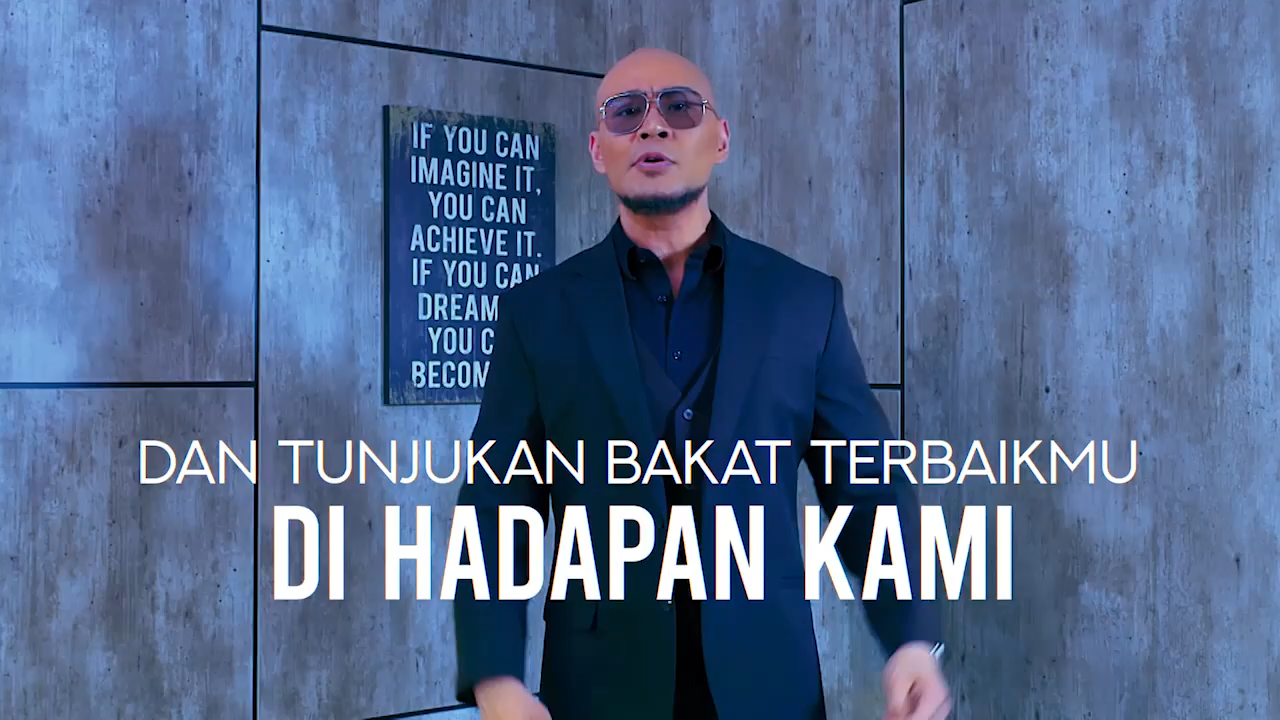 IF YOU CAN
IMAGINE IT,
YOU CAN
ACHIEVE IT.
IF YOU CAN
DREAM
YOU
BECOM
DAN TUNJUKAN BAKAT TERBAIKMU
DI HADAPAN KAMI